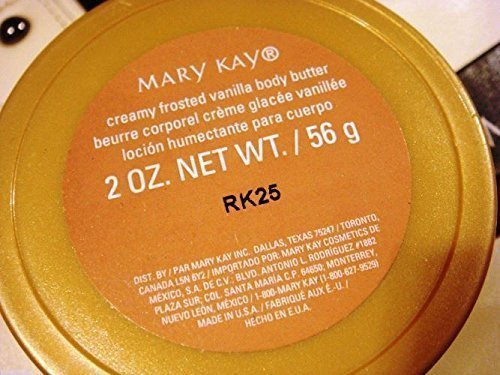 MARY KAY®
creamy frosted vanilla body butter
beurre corporel crème glacée vanillée
loción humectante para cuerpo
2 OZ. NET WT. / 56 g
RK25
DIST. BY / PAR MARY KAY INC. DALLAS, TEXAS 75247 / TORONTO,
CANADA L5N 6Y2 / IMPORTADO POR: MARY KAY COSMETICS DE
MÉXICO, S.A. DE C.V., BLVD. ANTONIO L. RODRÍGUEZ #1882
PLAZA SUR; COL. SANTA MARÍA C.P. 64650; MONTERREY,
NUEVO LEÓN, MÉXICO / 1-800-MARY KAY (1-800-627-9529)
MADE IN U.S.A. / FABRIQUÉ AUX É.-U. /
HECHO EN E.U.A.